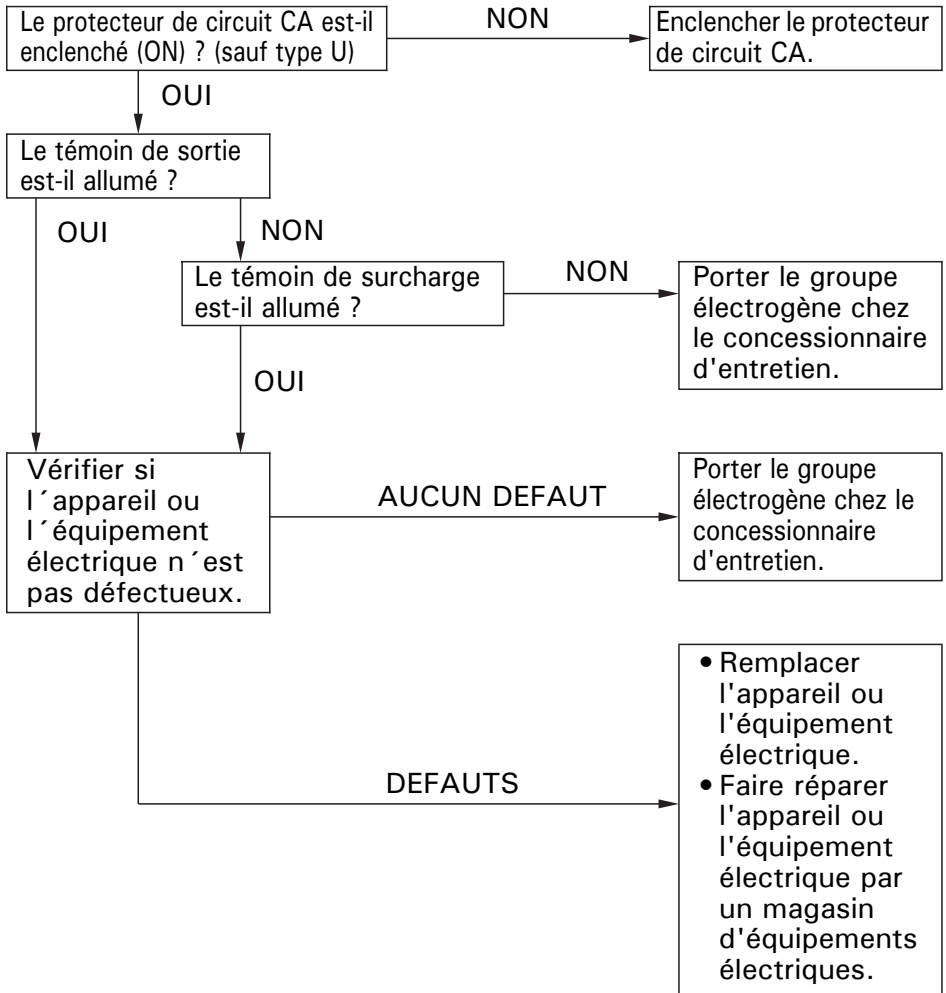 Le protecteur de circuit CA est-il
enclenché (ON) ? (sauf type U)
NON
Enclencher le protecteur
de circuit CA.
OUI
Le témoin de sortie
est-il allumé ?
OUI
NON
Le témoin de surcharge
est-il allumé ?
NON
Porter le groupe
électrogène chez
le concessionnaire
d'entretien.
OUI
Vérifier si
l´appareil ou
l´équipement
électrique n´est
pas défectueux.
AUCUN DEFAUT
Porter le groupe
électrogène chez le
concessionnaire
d'entretien.
DEFAUTS
• Remplacer
l'appareil ou
l'équipement
électrique.
• Faire réparer
l'appareil ou
l'équipement
électrique par
un magasin
d'équipements
électriques.